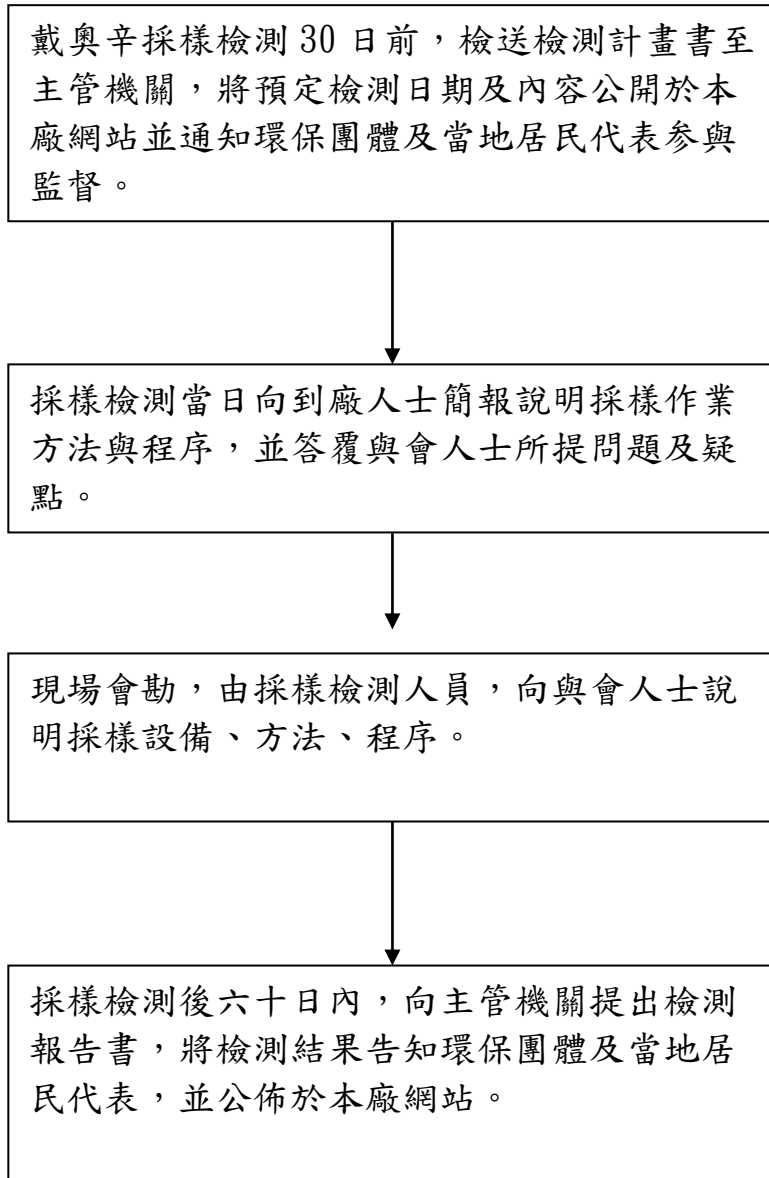 戴奧辛採樣檢測 30 日前，檢送檢測計畫書至
主管機關，將預定檢測日期及內容公開於本
廠網站並通知環保團體及當地居民代表參與
監督。
採樣檢測當日向到廠人士簡報說明採樣作業
方法與程序，並答覆與會人士所提問題及疑
點。
現場會勘，由採樣檢測人員，向與會人士說
明採樣設備、方法、程序。
採樣檢測後六十日內，向主管機關提出檢測
報告書，將檢測結果告知環保團體及當地居
民代表，並公佈於本廠網站。